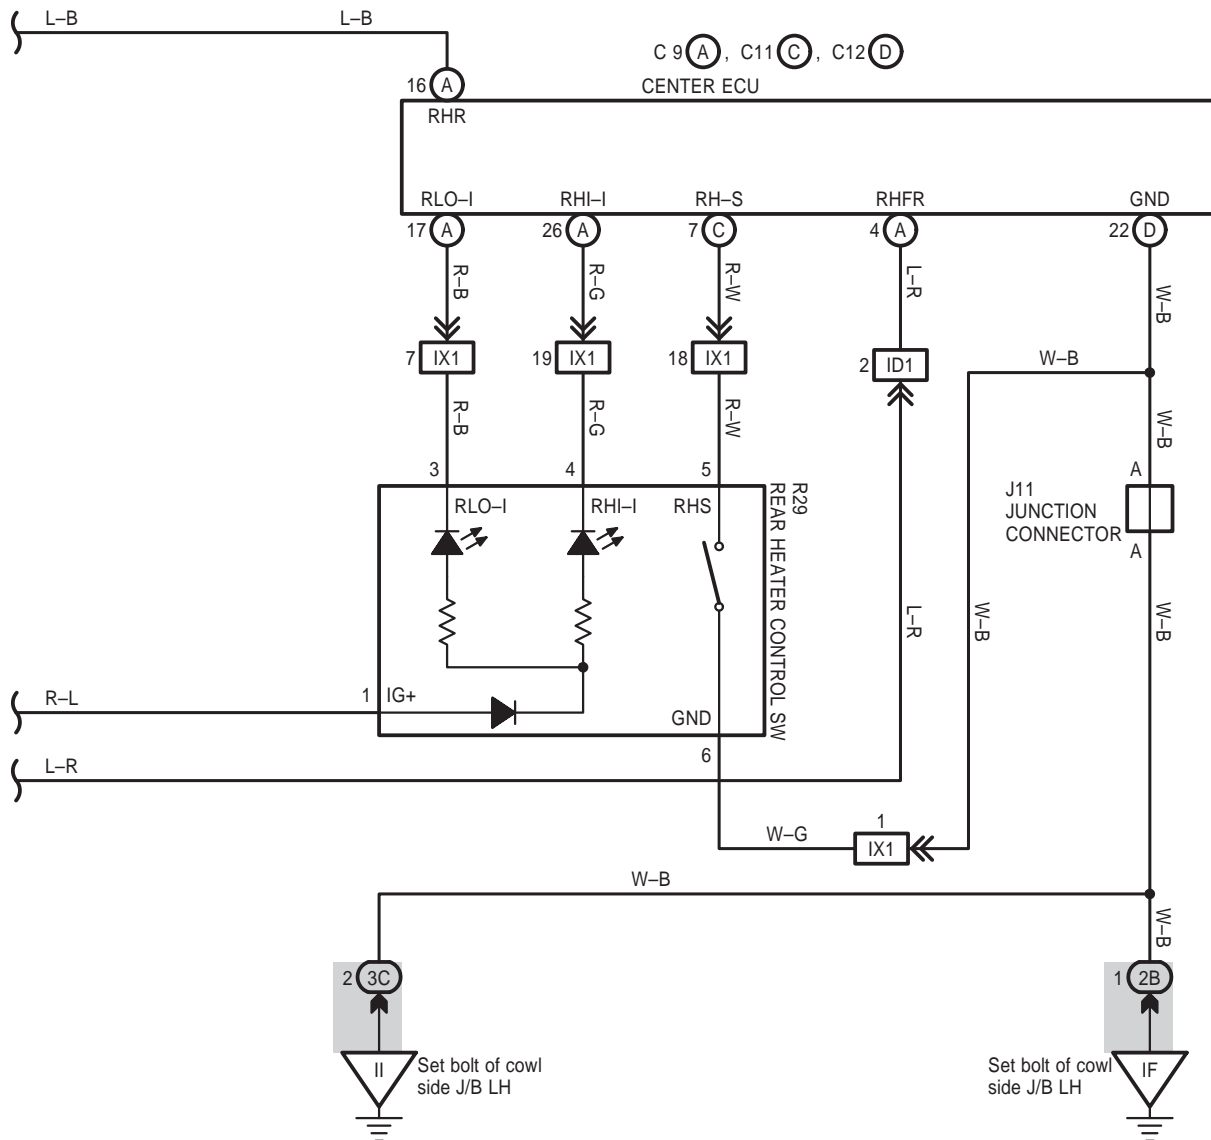 L–B L–B
C 9 A , C11 C , C12 D
16 A CENTER ECU
RHR
RLO–I RHI–I RH–S RHFR GND
17 A 26 A 7 C 4 A 22 D
R–B R–G R–W L–R W–B
7 IX1 19 IX1 18 IX1 2 ID1 W–B
R–B R–G R–W W–B
3 4 5 A
RLO–I RHI–I RHS
R29
REAR HEATER CONTROL SW
J11
JUNCTION
CONNECTOR
A
L–R W–B W–B
R–L 1 IG+
GND
6
L–R
1
W–G IX1
W–B
W–B
2 3C 1 2B
II Set bolt of cowl
side J/B LH
Set bolt of cowl
side J/B LH
IF